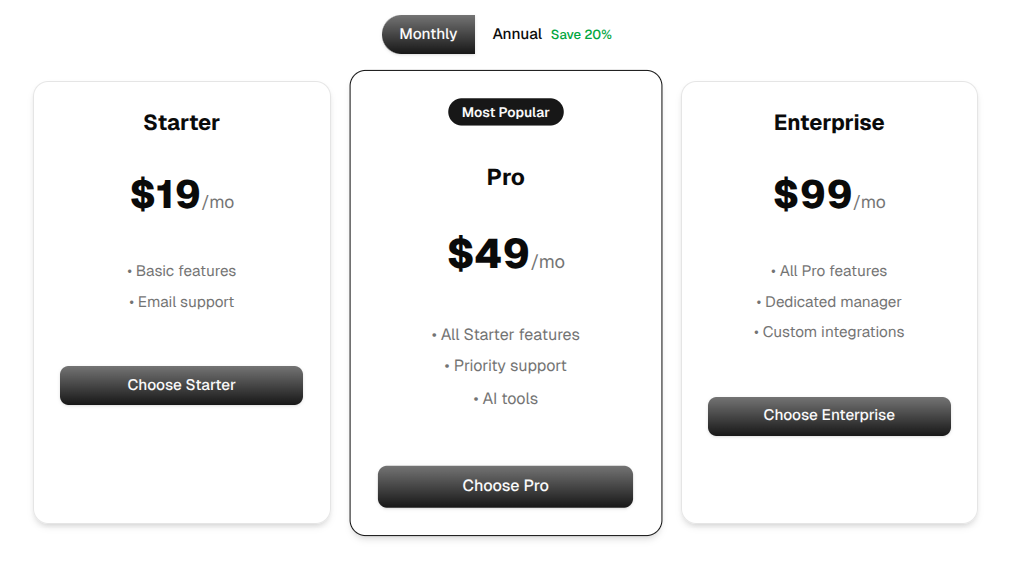 Monthly Annual Save 20%
Starter
$19/mo
• Basic features
• Email support
Choose Starter
Most Popular
Pro
$49/mo
• All Starter features
• Priority support
• AI tools
Choose Pro
Enterprise
$99/mo
• All Pro features
• Dedicated manager
• Custom integrations
Choose Enterprise